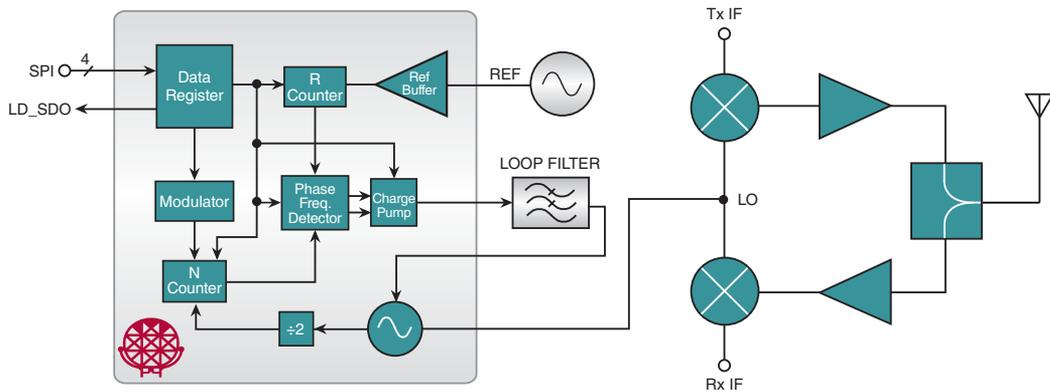 Tx IF
SPI
4
LD_SDO
Data
Register
R
Counter
Ref
Buffer
REF
LOOP FILTER
Modulator
Phase
Freq.
Detector
Charge
Pump
LO
N
Counter
÷2
Rx IF